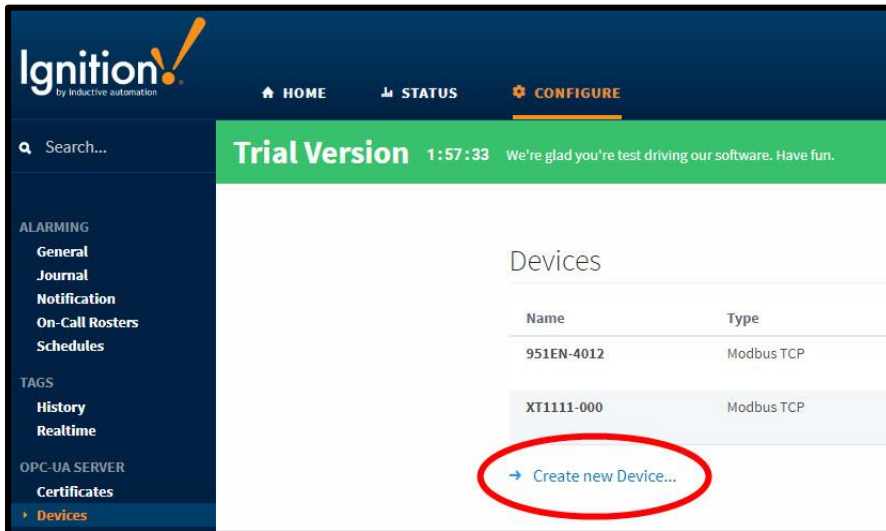 Ignition!
by inductive automation
HOME STATUS CONFIGURE
Search...
Trial Version 1:57:33 We're glad you're test driving our software. Have fun.
ALARMING
General
Journal
Notification
On-Call Rosters
Schedules
TAGS
History
Realtime
OPC-UA SERVER
Certificates
Devices
Devices
Name Type
951EN-4012 Modbus TCP
XT1111-000 Modbus TCP
→ Create new Device...